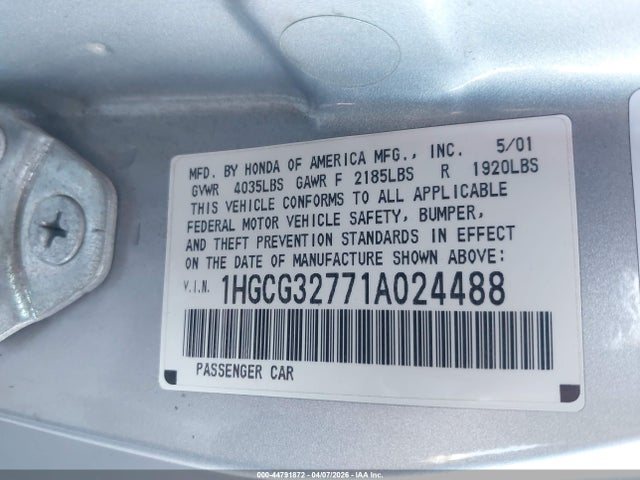 MFD. BY HONDA OF AMERICA MFG., INC. 5/01
GVWR 4035LBS GAWR F 2185LBS R 1920LBS
THIS VEHICLE CONFORMS TO ALL APPLICABLE
FEDERAL MOTOR VEHICLE SAFETY, BUMPER,
AND THEFT PREVENTION STANDARDS IN EFFECT
ON THE DATE OF MANUFACTURE SHOWN ABOVE:
V.I.N. 1HGCG32771A024488
PASSENGER CAR
000-44791872 - 04/07/2026 - IAAI.com